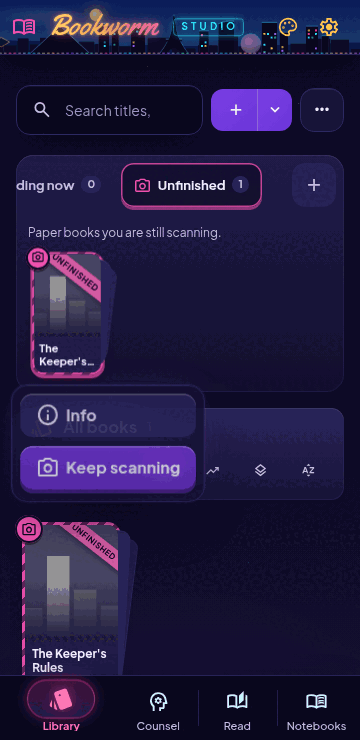 Bookworm STUDIO
Search titles,
ding now 0 Unfinished 1
Paper books you are still scanning.
UNFINISHED
The
Keeper's...
Info
All books
Keep scanning
UNFINISHED
The Keeper's
Rules
Library Counsel Read Notebooks